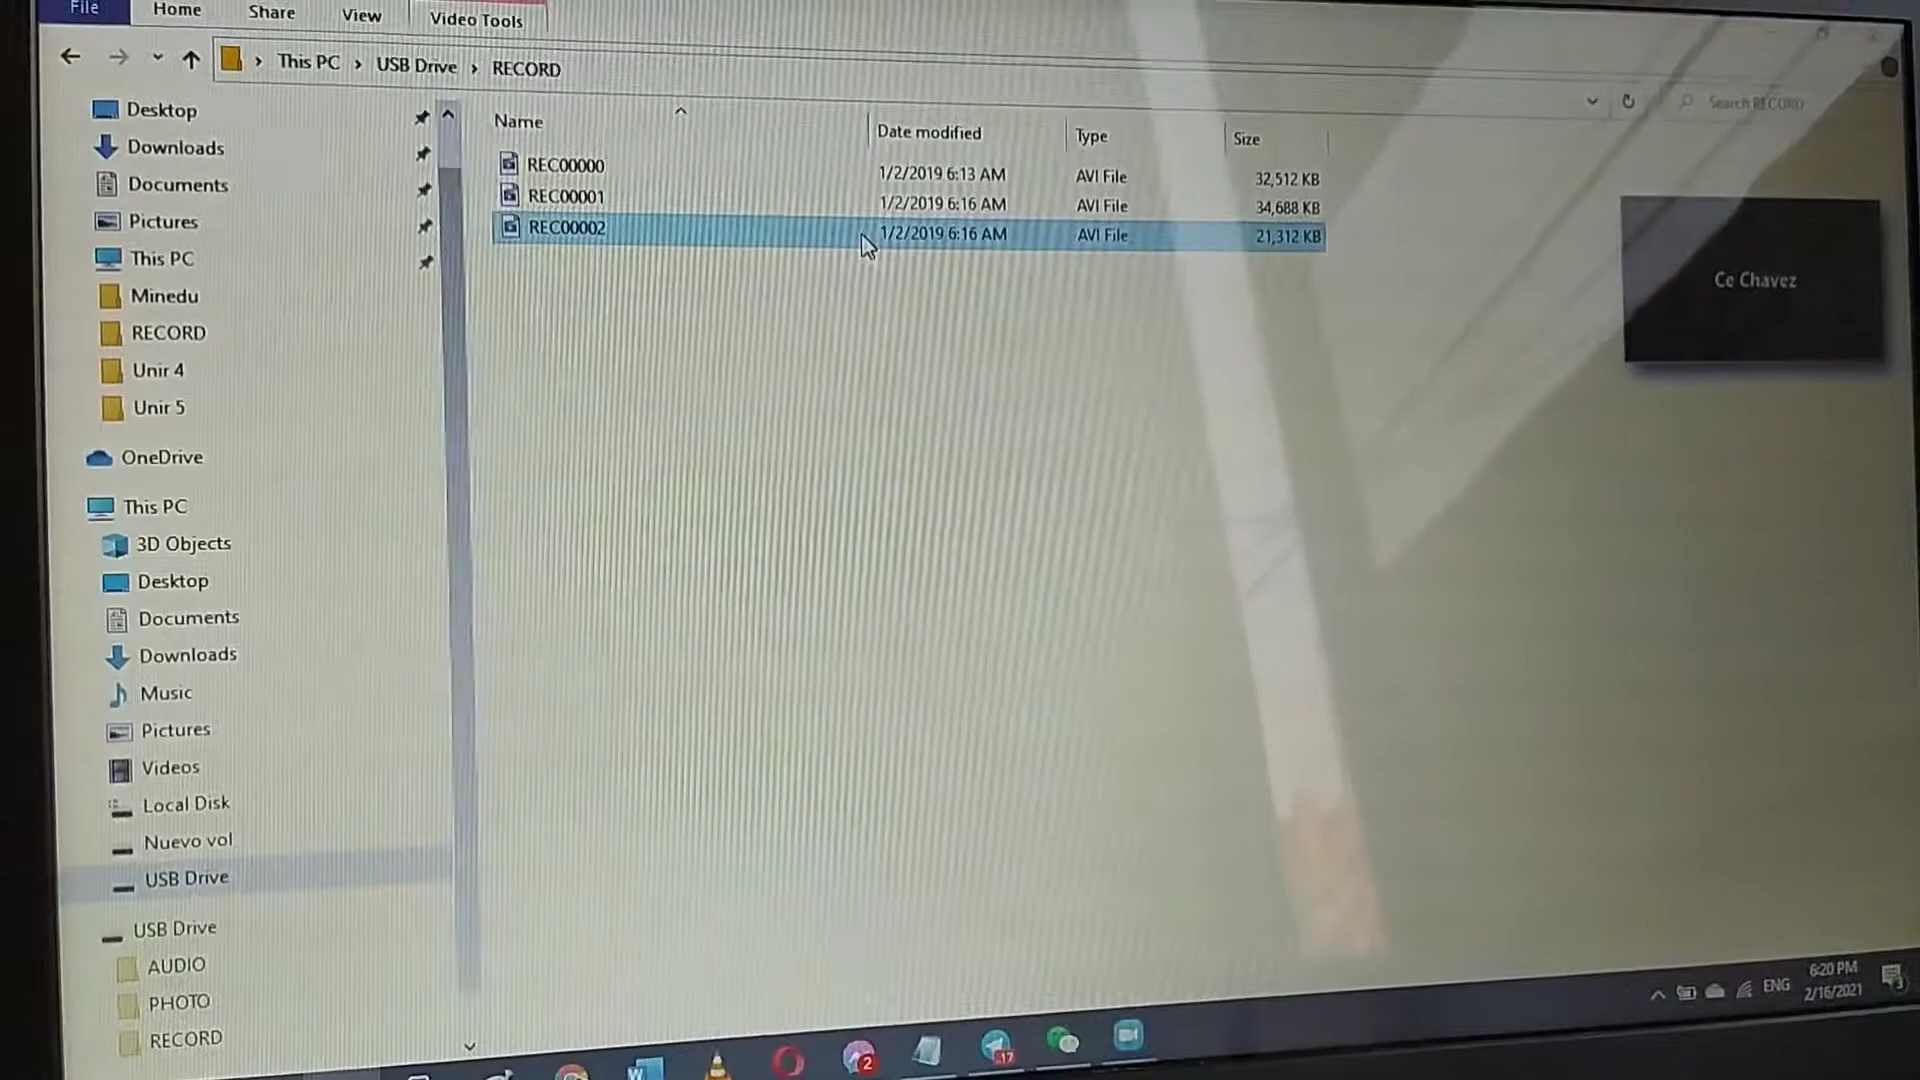 File Home Share View Video Tools
This PC > USB Drive > RECORD
Search RECORD
Name Date modified Type Size
REC00000 1/2/2019 6:13 AM AVI File 32,512 KB
REC00001 1/2/2019 6:16 AM AVI File 34,688 KB
REC00002 1/2/2019 6:16 AM AVI File 21,312 KB
Desktop
Downloads
Documents
Pictures
This PC
Minedu
RECORD
Unir 4
Unir 5
OneDrive
This PC
3D Objects
Desktop
Documents
Downloads
Music
Pictures
Videos
Local Disk
Nuevo vol
USB Drive
USB Drive
AUDIO
PHOTO
RECORD
Ce Chavez
2
17
ENG
6:20 PM
2/16/2021
3